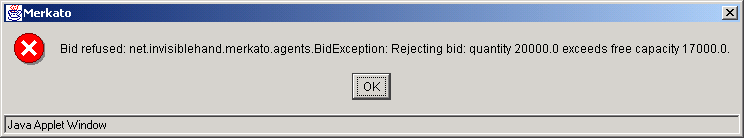 Merkato
Bid refused: net.invisiblehand.merkato.agents.BidException: Rejecting bid: quantity 20000.0 exceeds free capacity 17000.0.
OK
Java Applet Window